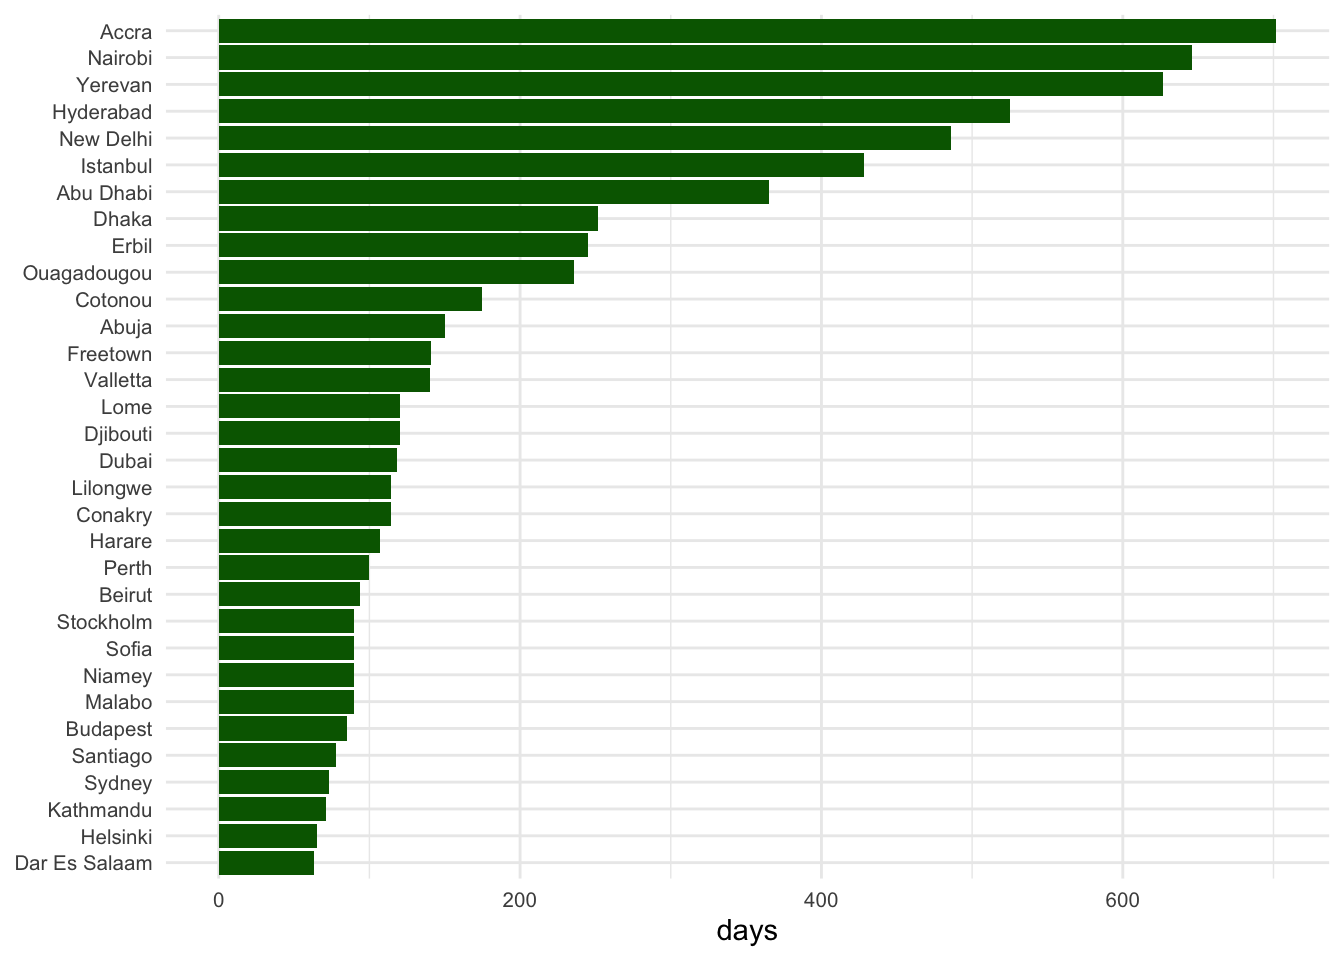 Accra
Nairobi
Yerevan
Hyderabad
New Delhi
Istanbul
Abu Dhabi
Dhaka
Erbil
Ouagadougou
Cotonou
Abuja
Freetown
Valletta
Lome
Djibouti
Dubai
Lilongwe
Conakry
Harare
Perth
Beirut
Stockholm
Sofia
Niamey
Malabo
Budapest
Santiago
Sydney
Kathmandu
Helsinki
Dar Es Salaam
0 200 400 600
days